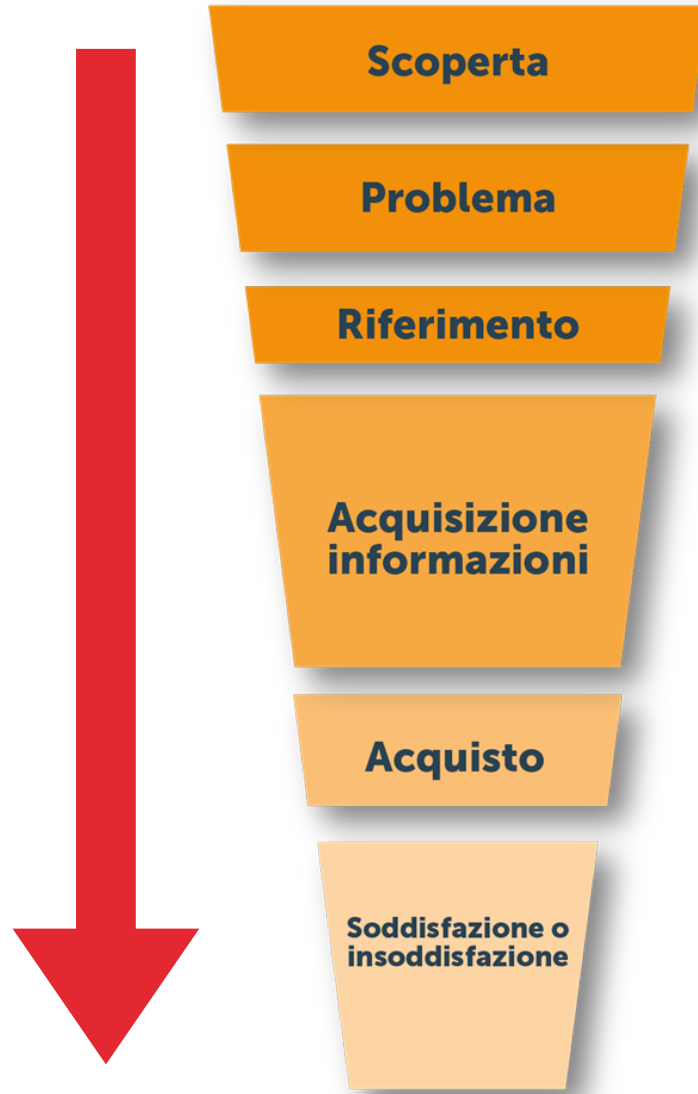 Scoperta
Problema
Riferimento
Acquisizione
informazioni
Acquisto
Soddisfazione o
insoddisfazione